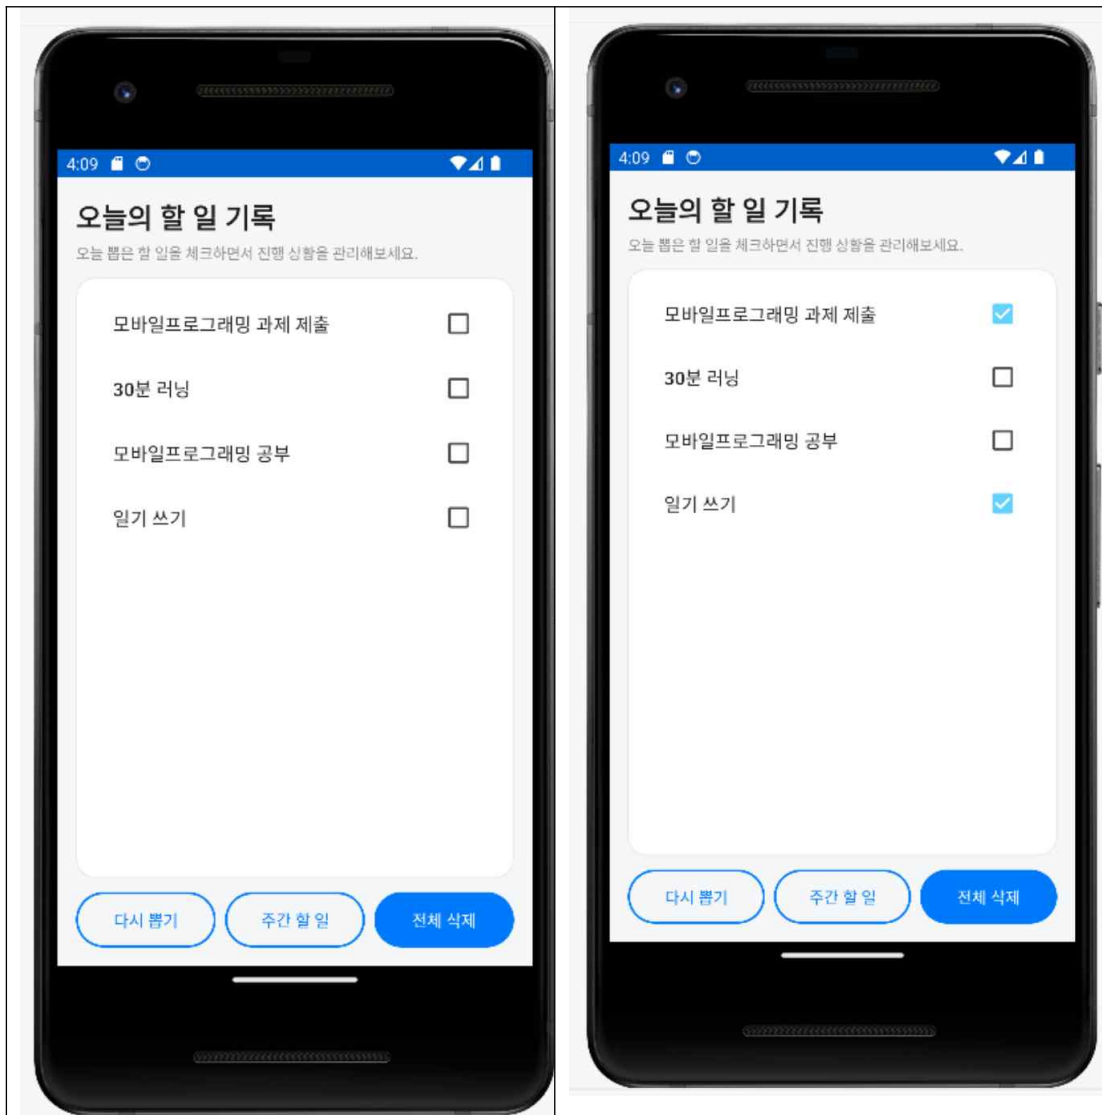 4:09
오늘의 할 일 기록
오늘 뽑은 할 일을 체크하면서 진행 상황을 관리해보세요.
모바일프로그래밍 과제 제출
30분 러닝
모바일프로그래밍 공부
일기 쓰기
다시 뽑기 주간 할 일 전체 삭제
4:09
오늘의 할 일 기록
오늘 뽑은 할 일을 체크하면서 진행 상황을 관리해보세요.
모바일프로그래밍 과제 제출
30분 러닝
모바일프로그래밍 공부
일기 쓰기
다시 뽑기 주간 할 일 전체 삭제